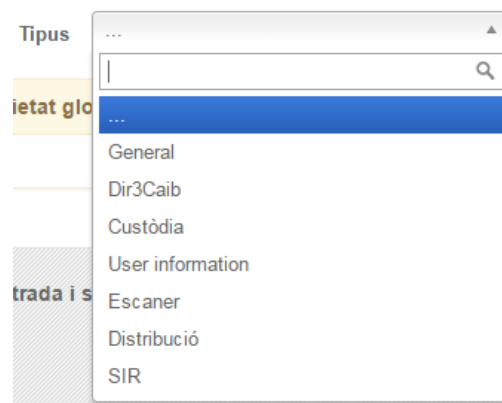 Tipus ...
ietat glo
...
General
Dir3Caib
Custòdia
User information
trada i s
Escaner
Distribució
SIR